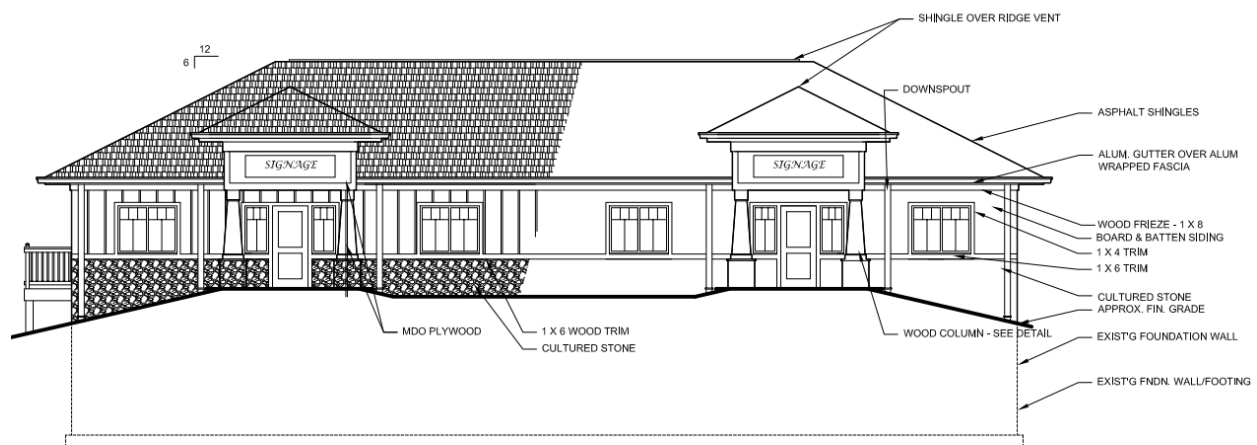 SHINGLE OVER RIDGE VENT
12
6
DOWNSPOUT
ASPHALT SHINGLES
SIGNAGE
SIGNAGE
ALUM. GUTTER OVER ALUM
WRAPPED FASCIA
WOOD FRIEZE - 1 X 8
BOARD & BATTEN SIDING
1 X 4 TRIM
1 X 6 TRIM
CULTURED STONE
APPROX. FIN. GRADE
MDO PLYWOOD
1 X 6 WOOD TRIM
CULTURED STONE
WOOD COLUMN - SEE DETAIL
EXIST'G FOUNDATION WALL
EXIST'G FNDN. WALL/FOOTING